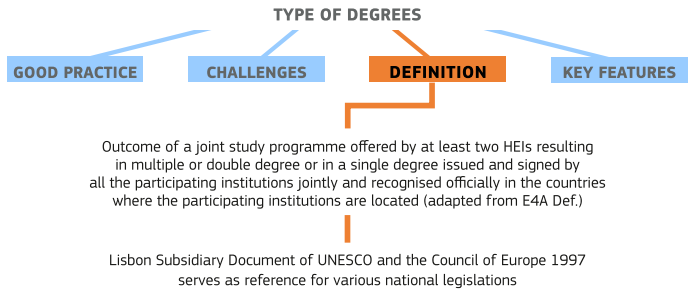 TYPE OF DEGREES
GOOD PRACTICE
CHALLENGES
DEFINITION
KEY FEATURES
Outcome of a joint study programme offered by at least two HEIs resulting
in multiple or double degree or in a single degree issued and signed by
all the participating institutions jointly and recognised officially in the countries
where the participating institutions are located (adapted from E4A Def.)
Lisbon Subsidiary Document of UNESCO and the Council of Europe 1997
serves as reference for various national legislations